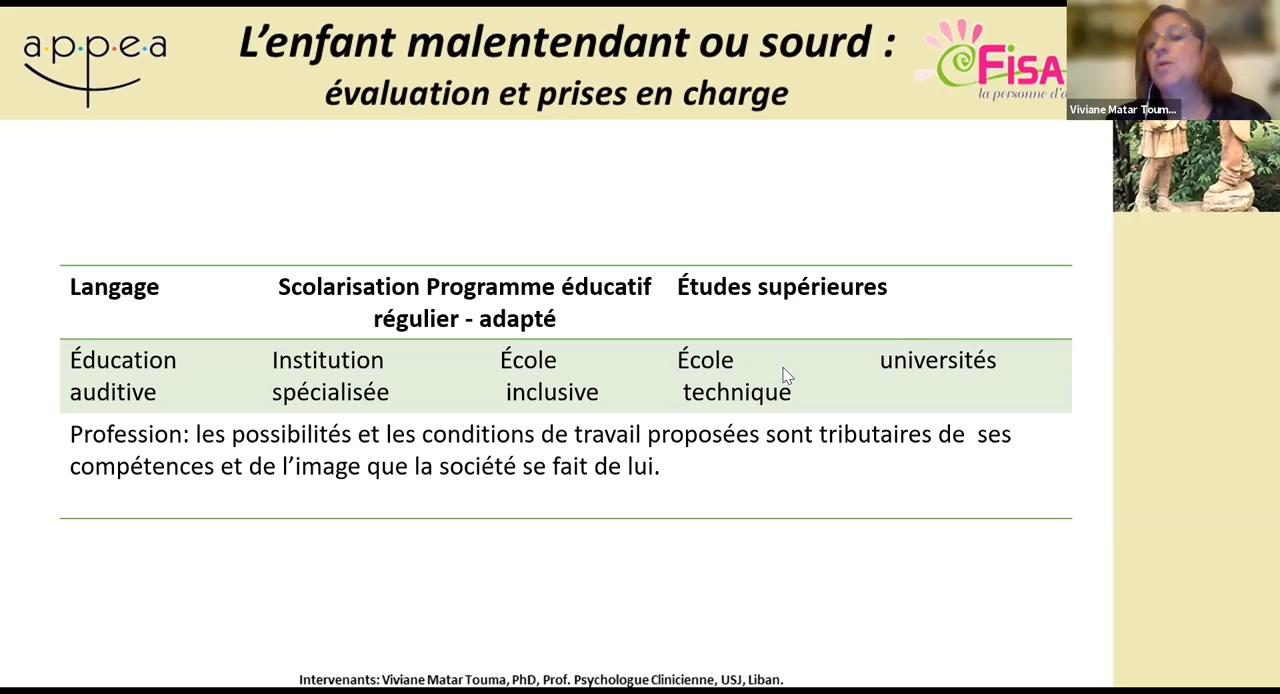 a·p·p·e·a
L’enfant malentendant ou sourd :
évaluation et prises en charge
FiSA
la personne d'a
Viviane Matar Toum...
Langage Scolarisation Programme éducatif Études supérieures
régulier - adapté
Éducation Institution École École universités
auditive spécialisée inclusive technique
Profession: les possibilités et les conditions de travail proposées sont tributaires de ses
compétences et de l’image que la société se fait de lui.
Intervenants: Viviane Matar Touma, PhD, Prof. Psychologue Clinicienne, USJ, Liban.